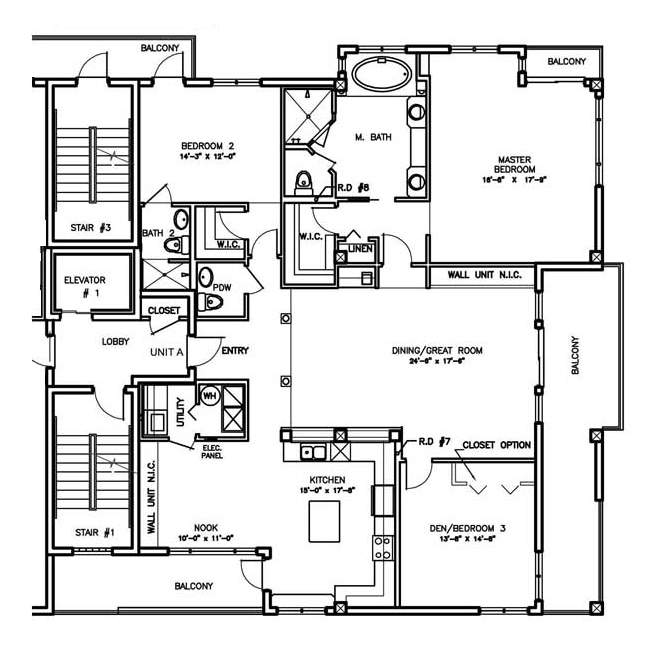 BALCONY
BALCONY
BEDROOM 2
14'-3" X 12'-0"
M. BATH
MASTER
BEDROOM
16'-6" X 17'-9"
R.D #8
STAIR #3
BATH 2
W.I.C.
W.I.C.
LINEN
ELEVATOR
# 1
PDW
WALL UNIT N.I.C.
CLOSET
LOBBY
UNIT A
ENTRY
DINING/GREAT ROOM
24'-6" X 17'-6"
BALCONY
UTILITY
WH
ELEC.
PANEL
R.D #7
CLOSET OPTION
WALL UNIT N.I.C.
KITCHEN
15'-0" X 17'-6"
STAIR #1
NOOK
10'-0" X 11'-0"
DEN/BEDROOM 3
13'-6" X 14'-6"
BALCONY